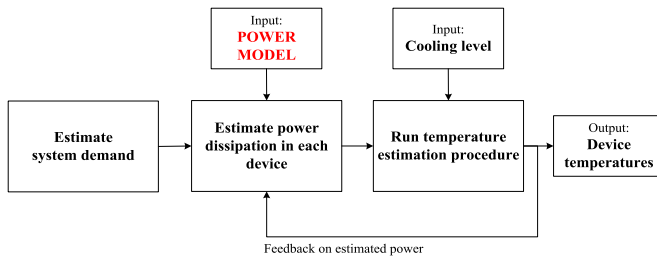 Input:
POWER
MODEL
Input:
Cooling level
Estimate
system demand
Estimate power
dissipation in each
device
Run temperature
estimation procedure
Output:
Device
temperatures
Feedback on estimated power